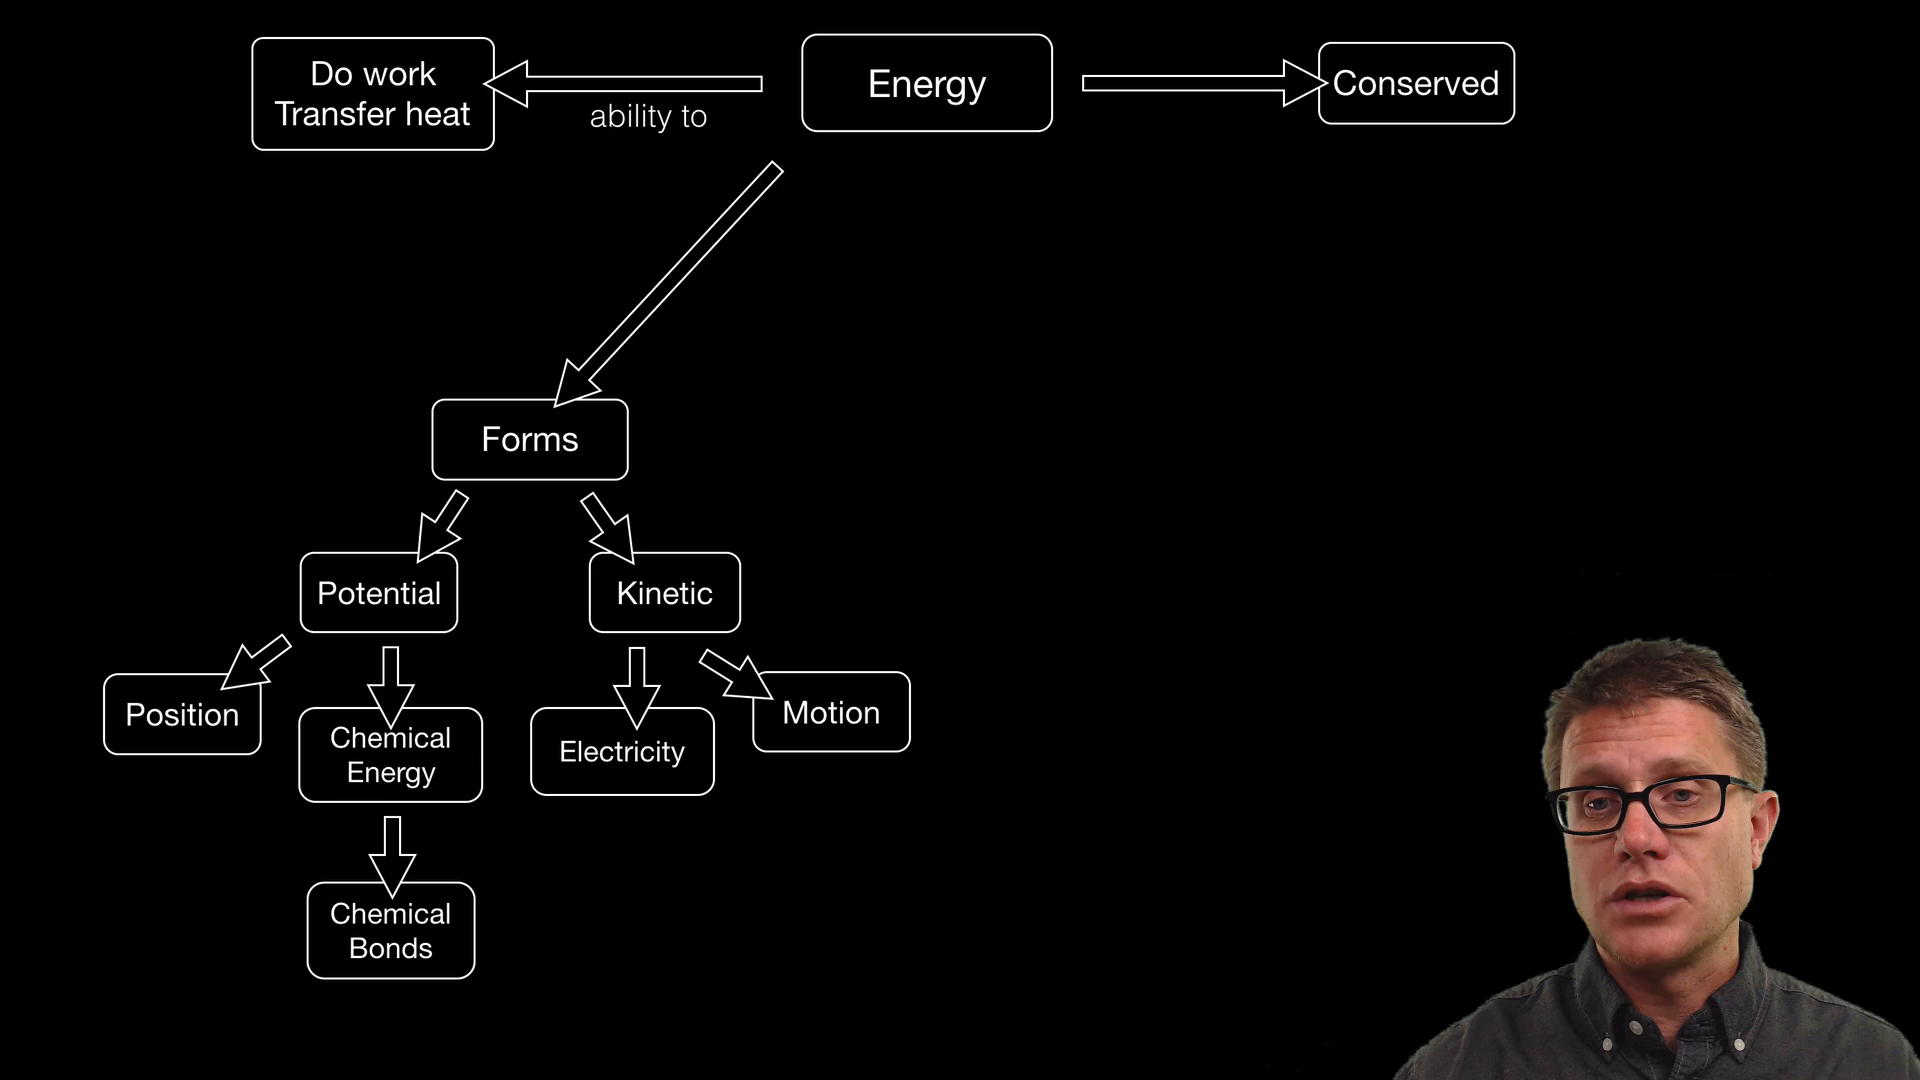 Do work
Transfer heat
ability to
Energy
Conserved
Forms
Potential
Kinetic
Position
Chemical
Energy
Electricity
Motion
Chemical
Bonds